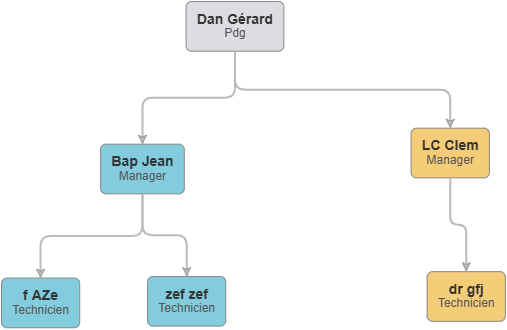 Dan Gérard
Pdg
Bap Jean
Manager
LC Clem
Manager
f AZe
Technicien
zef zef
Technicien
dr gfj
Technicien